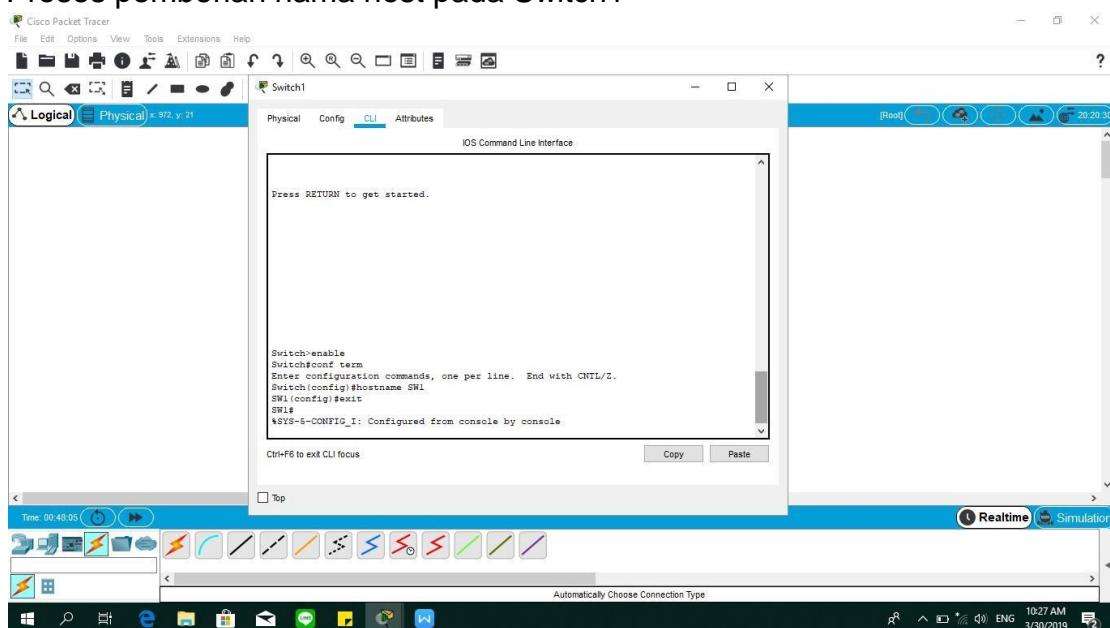 Proses pemberian nama host pada Switch1
Cisco Packet Tracer
File Edit Options View Tools Extensions Help
Switch1
Logical Physical x: 972, y: 21
[Root] 20:20:30
Physical Config CLI Attributes
IOS Command Line Interface
Press RETURN to get started.
Switch>enable
Switch#conf term
Enter configuration commands, one per line. End with CNTL/Z.
Switch(config)#hostname SW1
SW1(config)#exit
SW1#
%SYS-5-CONFIG_I: Configured from console by console
Ctrl+F6 to exit CLI focus
Copy Paste
Top
Time: 00:48:05
Realtime Simulation
Automatically Choose Connection Type
ENG 10:27 AM
3/30/2019